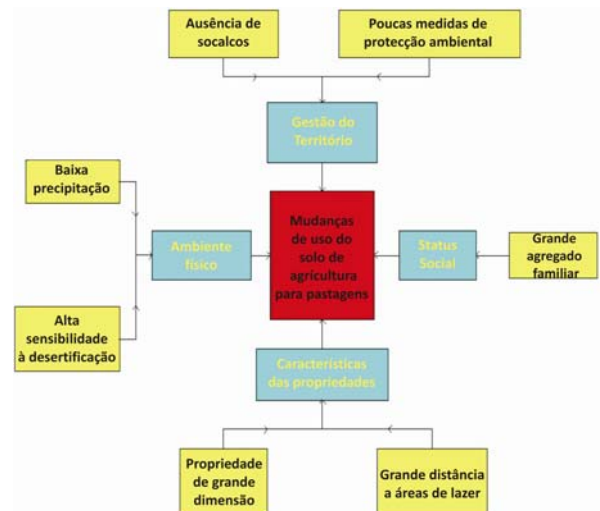 Ausência de
socalcos
Poucas medidas de
protecção ambiental
Gestão do
Território
Baixa
precipitação
Ambiente
físico
Mudanças
de uso do
solo de
agrícultura
para pastagens
Status
Social
Grande
agregado
familiar
Alta
sensibilidade
à desertificação
Características
das propriedades
Propriedade
de grande
dimensão
Grande distância
a áreas de lazer